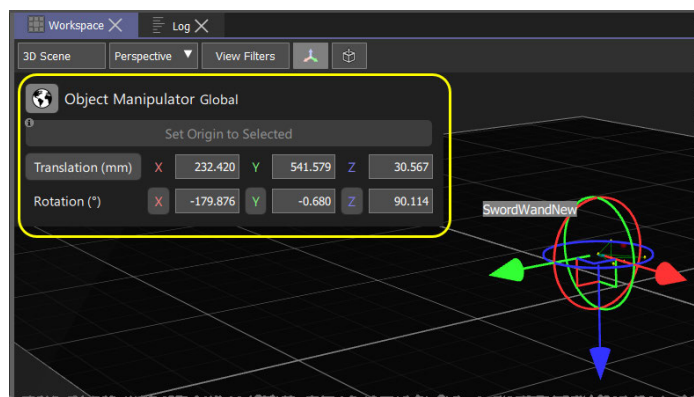 Workspace Log
3D Scene Perspective View Filters
Object Manipulator Global
Set Origin to Selected
Translation (mm) X 232.420 Y 541.579 Z 30.567
Rotation (°) X -179.876 Y -0.680 Z 90.114
SwordWandNew